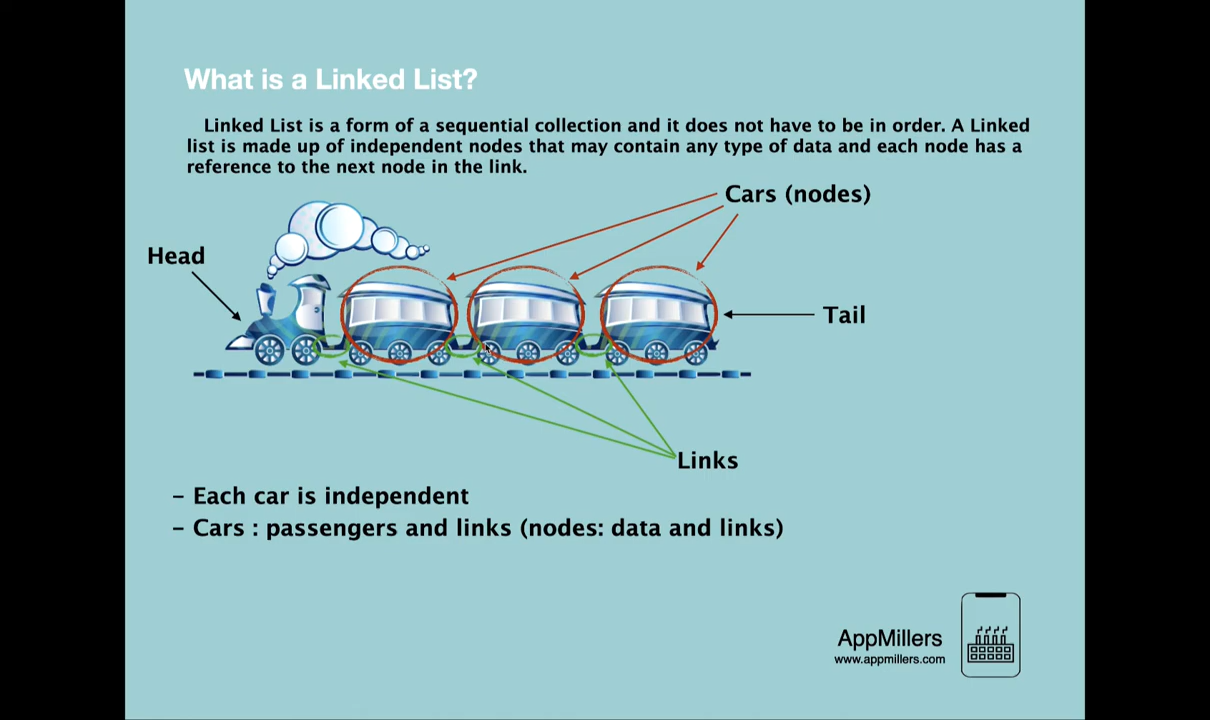 What is a Linked List?
Linked List is a form of a sequential collection and it does not have to be in order. A Linked
list is made up of independent nodes that may contain any type of data and each node has a
reference to the next node in the link.
Cars (nodes)
Head
Tail
Links
– Each car is independent
– Cars : passengers and links (nodes: data and links)
AppMillers
www.appmillers.com